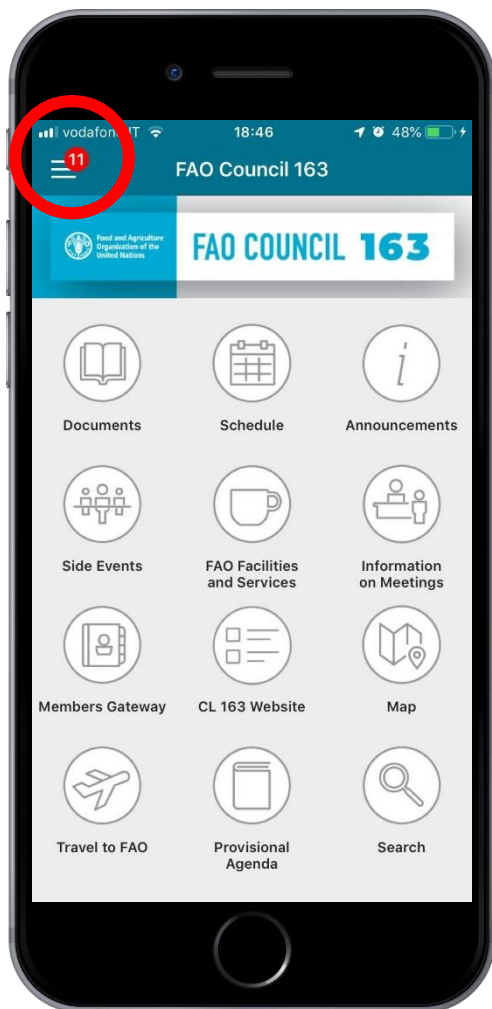 vodafon IT 18:46 48%
11
FAO Council 163
Food and Agriculture
Organization of the
United Nations
FAO COUNCIL 163
Documents Schedule Announcements
Side Events FAO Facilities Information
and Services on Meetings
Members Gateway CL 163 Website Map
Travel to FAO Provisional Search
Agenda